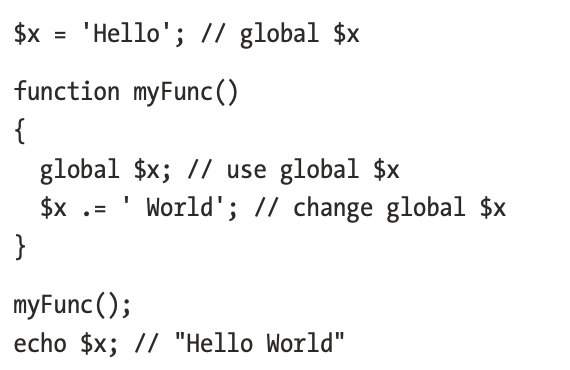 $x = 'Hello'; // global $x
function myFunc()
{
  global $x; // use global $x
  $x .= ' World'; // change global $x
}
myFunc();
echo $x; // "Hello World"